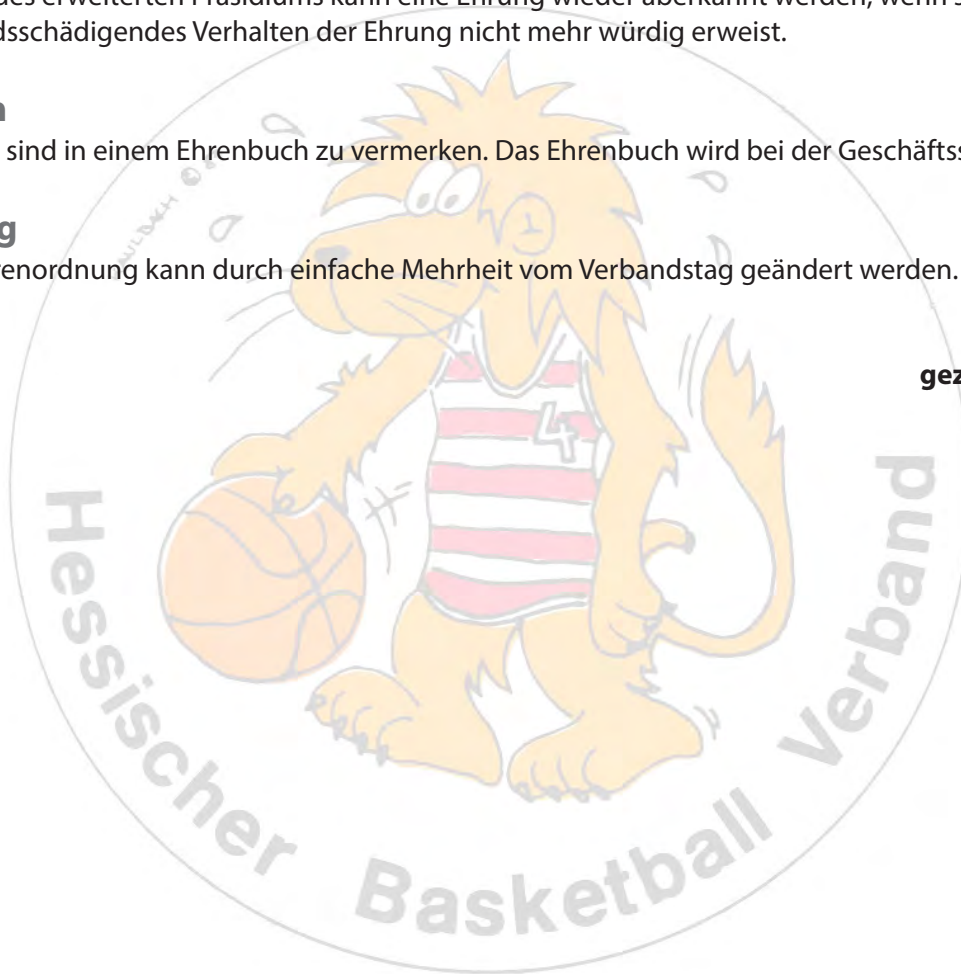 des erweiterten Präsidiums kann eine Ehrung wieder aberkannt werden, wenn s
dsschädigendes Verhalten der Ehrung nicht mehr würdig erweist.
n
sind in einem Ehrenbuch zu vermerken. Das Ehrenbuch wird bei der Geschäftss
g
renordnung kann durch einfache Mehrheit vom Verbandstag geändert werden.
gez
4
Hessischer Basketball Verband